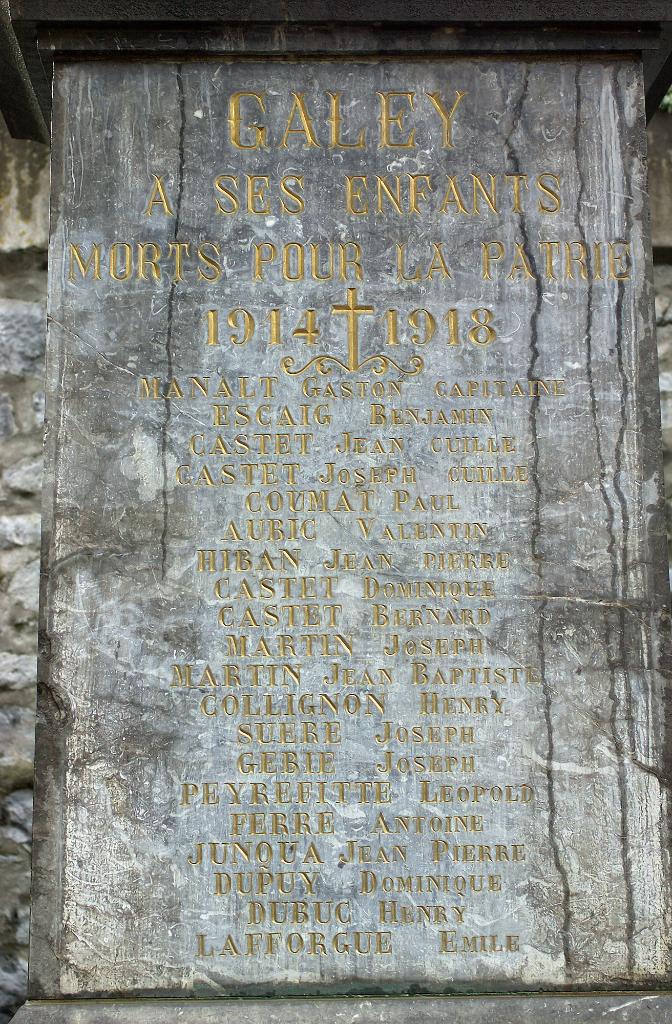 GALEY
A SES ENFANTS
MORTS POUR LA PATRIE
1914 1918
MANALT GASTON CAPITAINE
ESCAIG BENJAMIN
CASTET JEAN CUILLE
CASTET JOSEPH CUILLE
COUMAT PAUL
AURIC VALENTIN
HIBAN JEAN PIERRE
CASTET DOMINIQUE
CASTET BERNARD
MARTIN JOSEPH
MARTIN JEAN BAPTISTE
COLLIGNON HENRY
SUERE JOSEPH
GEBIE JOSEPH
PEYREFITTE LEOPOLD
FERRE ANTOINE
JUNQUA JEAN PIERRE
DUPUY DOMINIQUE
DUBUC HENRY
LAFFORGUE EMILE